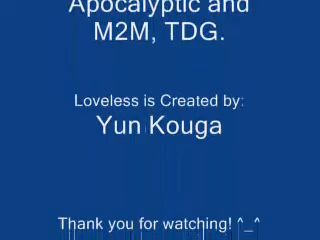 Apocalyptic and
M2M, TDG.
Loveless is Created by:
Yun Kouga
Thank you for watching! ^_^